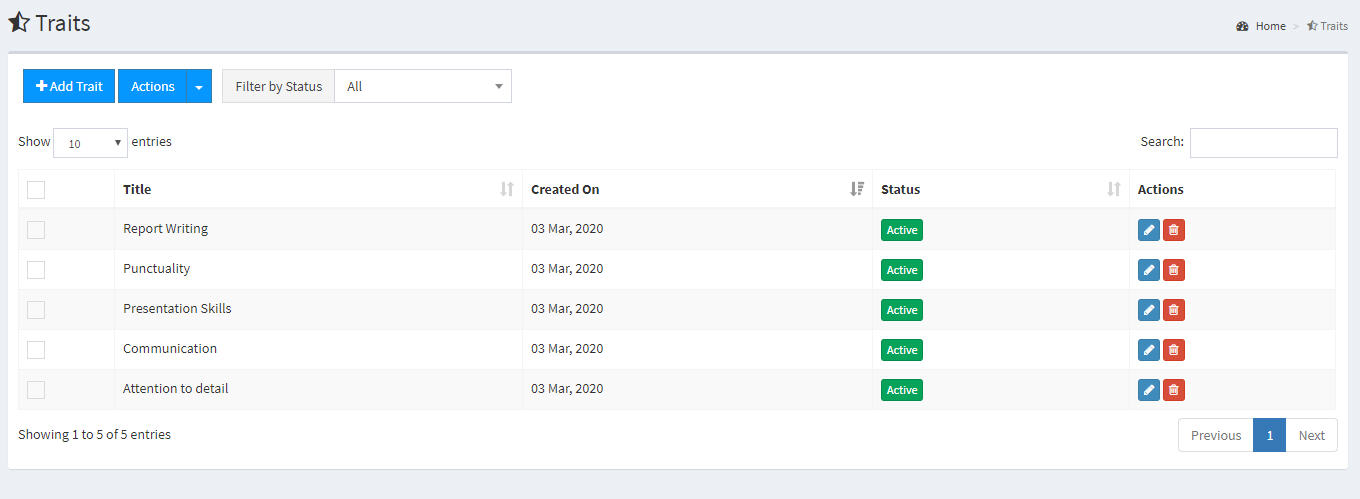 Traits
Home > Traits
Add Trait Actions Filter by Status All
Show 10 entries Search:
Title Created On Status Actions
Report Writing 03 Mar, 2020 Active
Punctuality 03 Mar, 2020 Active
Presentation Skills 03 Mar, 2020 Active
Communication 03 Mar, 2020 Active
Attention to detail 03 Mar, 2020 Active
Showing 1 to 5 of 5 entries Previous 1 Next